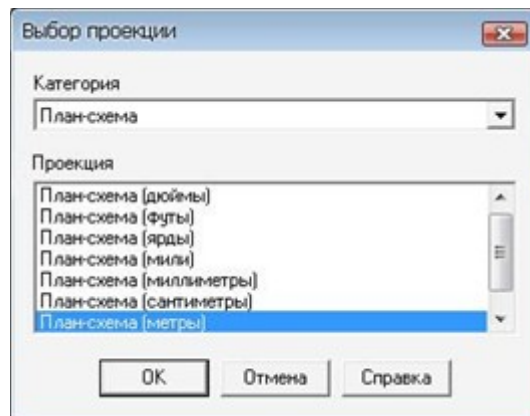 Выбор проекции
Категория
План-схема
Проекция
План-схема (дюймы)
План-схема (футы)
План-схема (ярды)
План-схема (мили)
План-схема (миллиметры)
План-схема (сантиметры)
План-схема (метры)
OK Отмена Справка